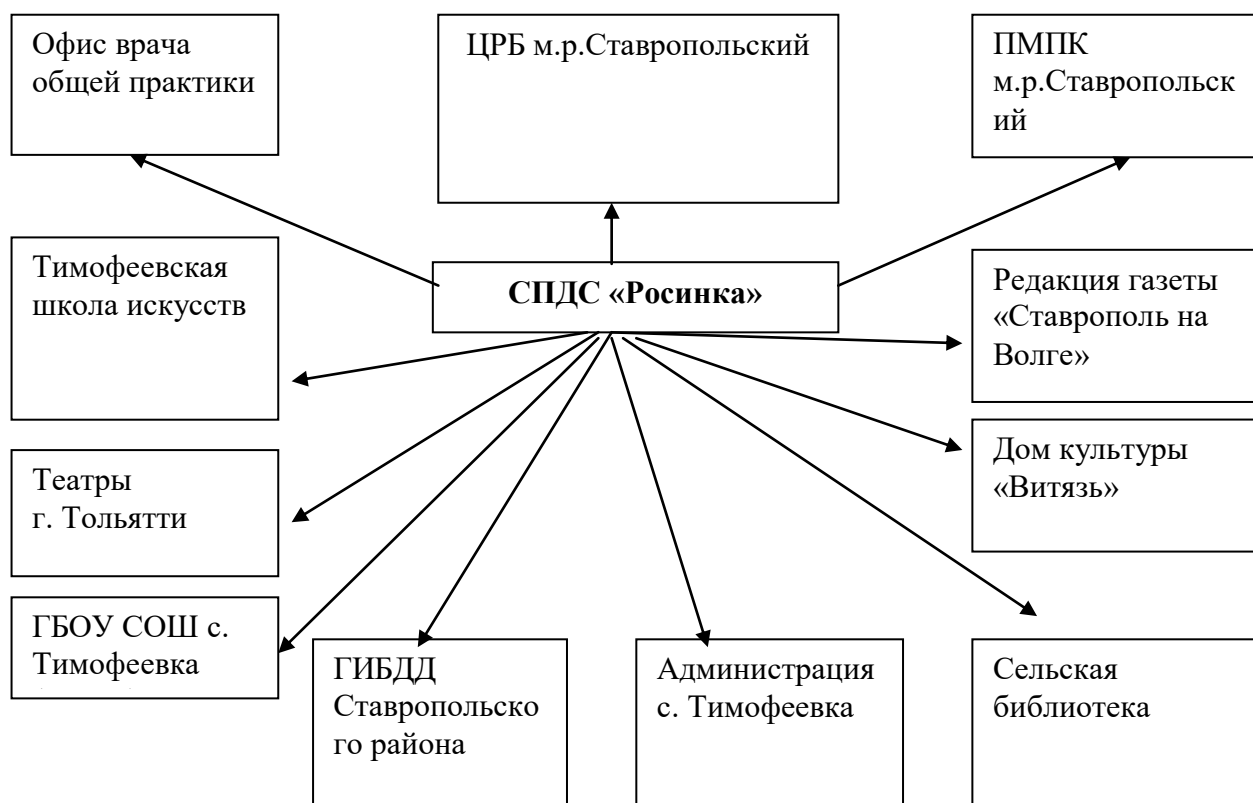 Офис врача
общей практики
ЦРБ м.р.Ставропольский
ПМПК
м.р.Ставропольск
ий
Тимофеевская
школа искусств
СПДС «Росинка»
Редакция газеты
«Ставрополь на
Волге»
Театры
г. Тольятти
Дом культуры
«Витязь»
ГБОУ СОШ с.
Тимофеевка
ГИБДД
Ставропольско
го района
Администрация
с. Тимофеевка
Сельская
библиотека